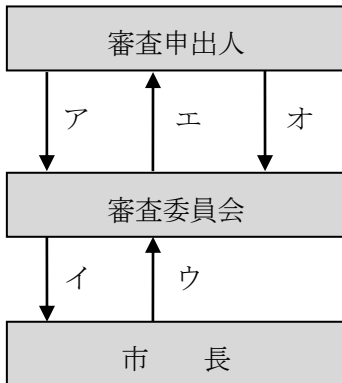 審査申出人
ア エ オ
審査委員会
イ ウ
市 長